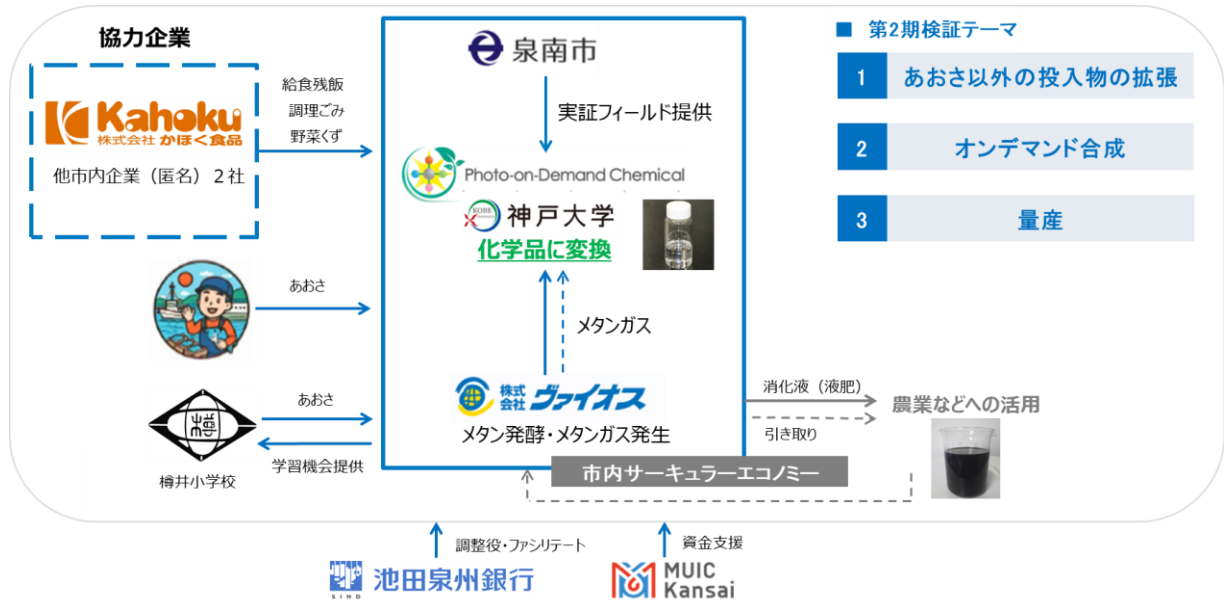 協力企業
Kahoku
株式会社 かほく食品
他市内企業（匿名）２社
給食残飯
調理ごみ
野菜くず
泉南市
実証フィールド提供
Photo-on-Demand Chemical
KOBE
神戸大学
化学品に変換
メタンガス
株式
会社 ヴァイオス
メタン発酵・メタンガス発生
市内サーキュラーエコノミー
あおさ
あおさ
樽
学習機会提供
樽井小学校
■ 第2期検証テーマ
1 あおさ以外の投入物の拡張
2 オンデマンド合成
3 量産
消化液（液肥）
引き取り
農業などへの活用
調整役・ファシリテート
資金支援
SIHD
池田泉州銀行
MUIC
Kansai